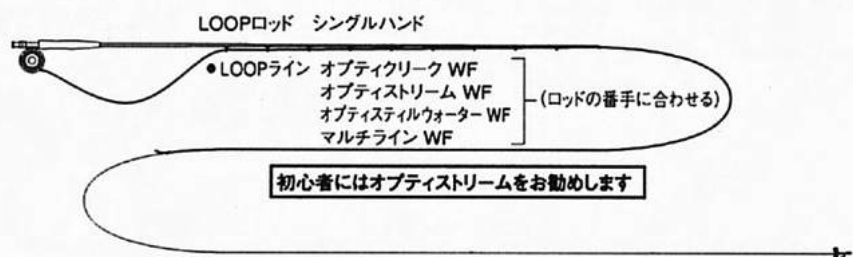 LOOPロッド シングルハンド
●LOOPライン オプティクリーク WF
オプティストリーム WF
オプティスティルウォーター WF
マルチライン WF
(ロッドの番手に合わせる)
初心者にはオプティストリームをお勧めします